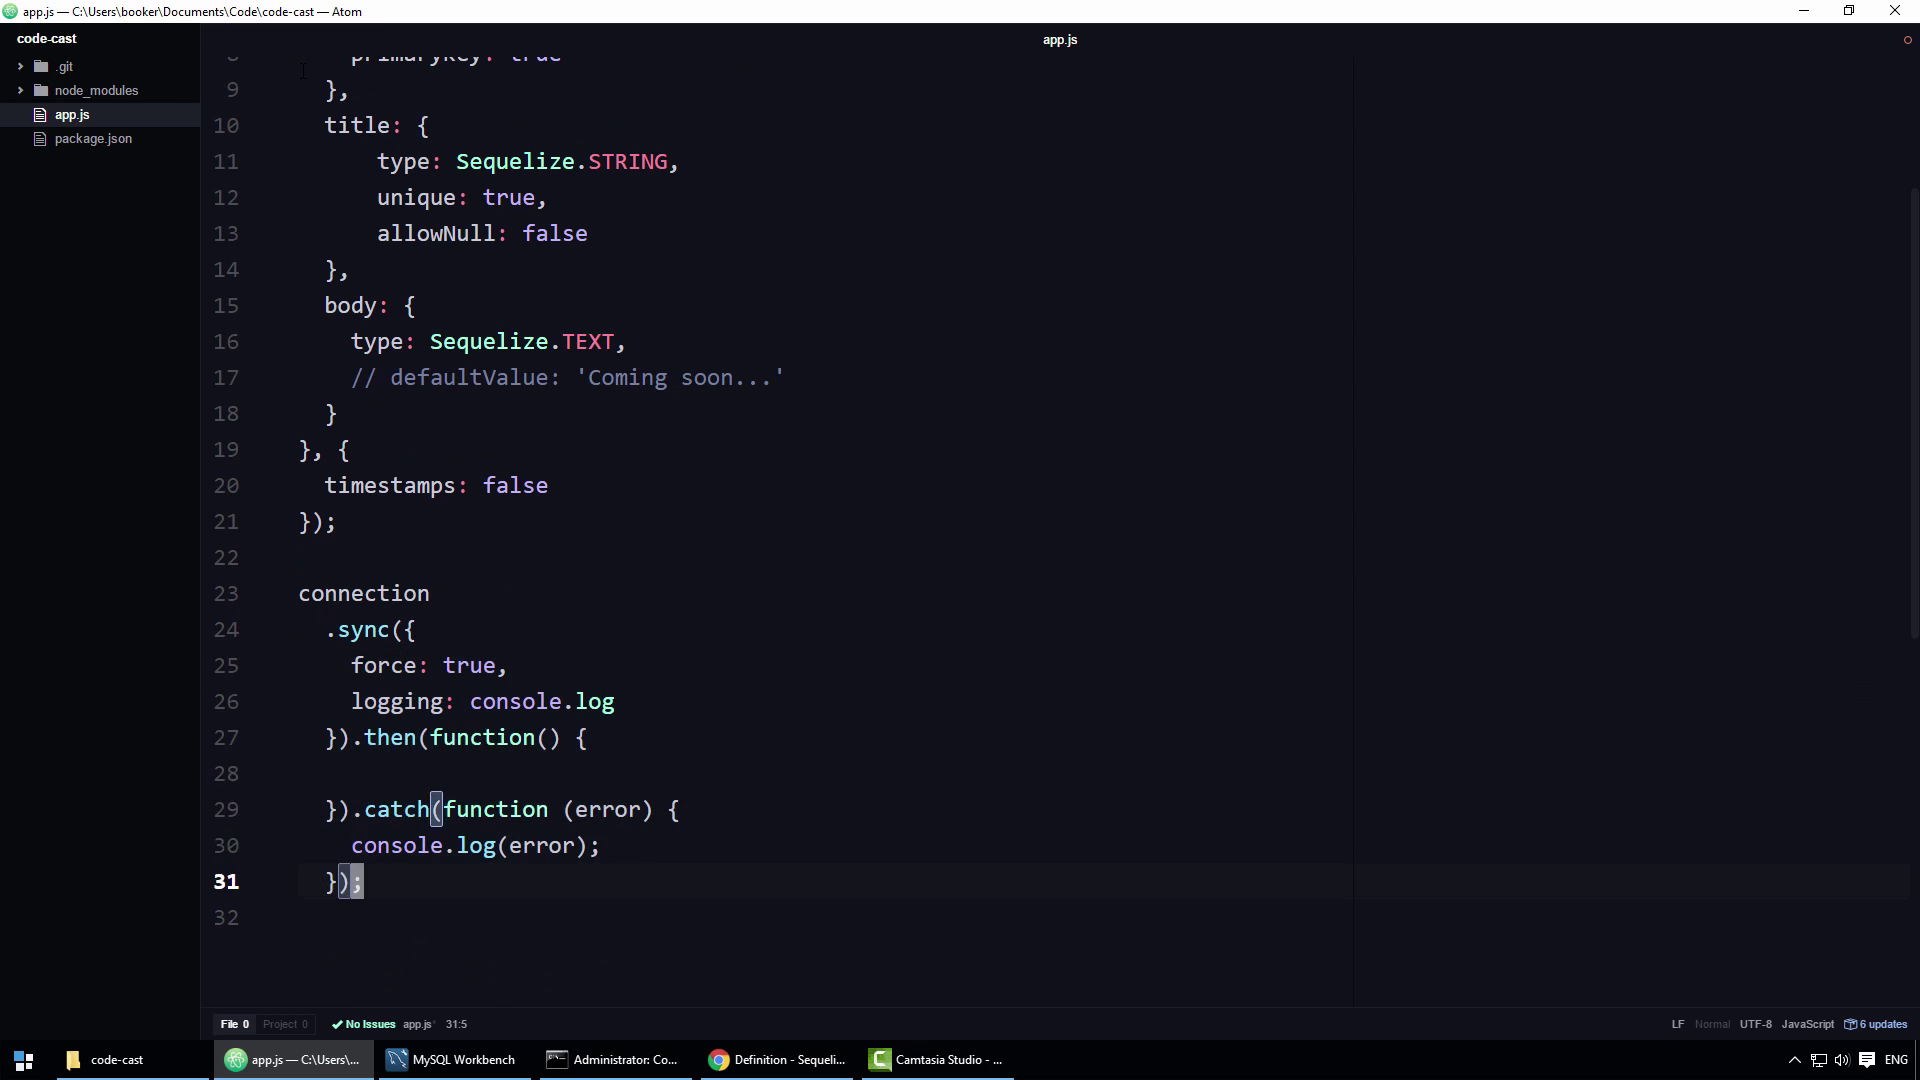 app.js — C:\Users\booker\Documents\Code\code-cast — Atom
code-cast
.git
node_modules
app.js
package.json
app.js
8 primaryKey: true
9 },
10 title: {
11 type: Sequelize.STRING,
12 unique: true,
13 allowNull: false
14 },
15 body: {
16 type: Sequelize.TEXT,
17 // defaultValue: 'Coming soon...'
18 }
19 }, {
20 timestamps: false
21 });
22
23 connection
24 .sync({
25 force: true,
26 logging: console.log
27 }).then(function() {
28
29 }).catch(function (error) {
30 console.log(error);
31 });
32
File 0 Project 0 No Issues app.js* 31:5 LF Normal UTF-8 JavaScript 6 updates
code-cast app.js — C:\Users\... MySQL Workbench Administrator: Co... Definition - Sequeli... Camtasia Studio - ... ENG